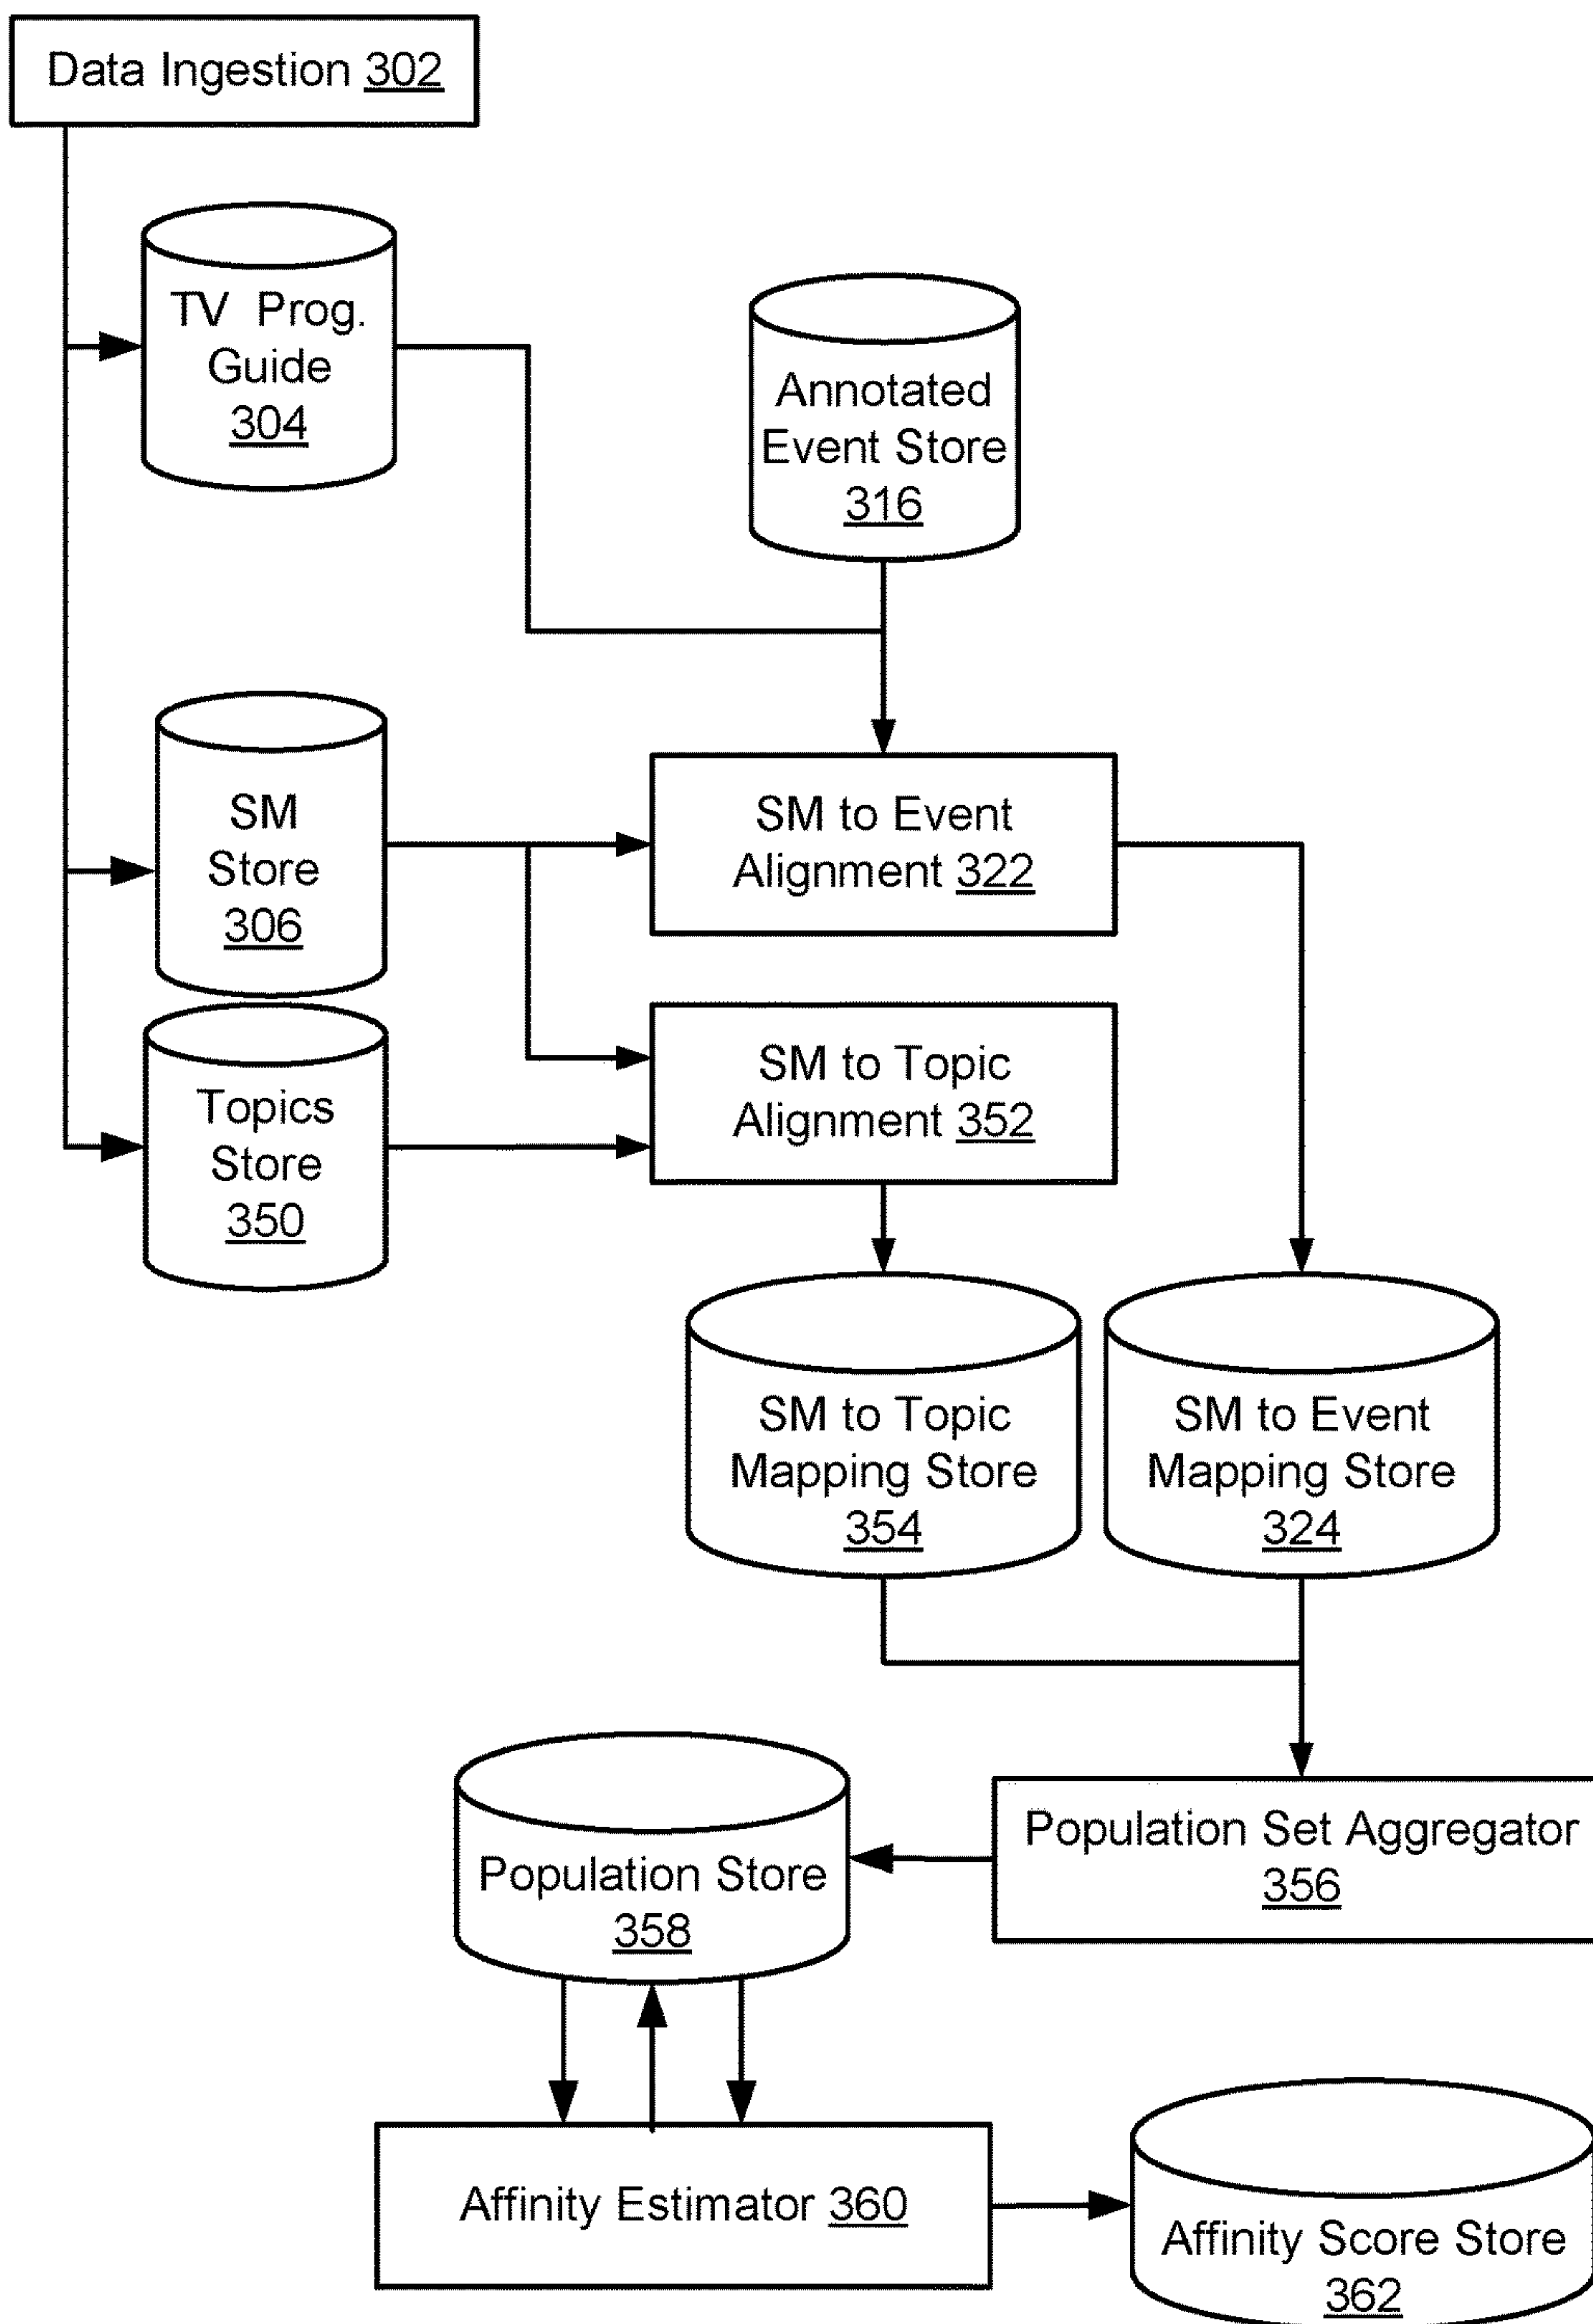 Data Ingestion 302
TV Prog.
Guide
304
Annotated
Event Store
316
SM
Store
306
SM to Event
Alignment 322
SM to Topic
Alignment 352
Topics
Store
350
SM to Topic
Mapping Store
354
SM to Event
Mapping Store
324
Population Set Aggregator
356
Population Store
358
Affinity Estimator 360
Affinity Score Store
362